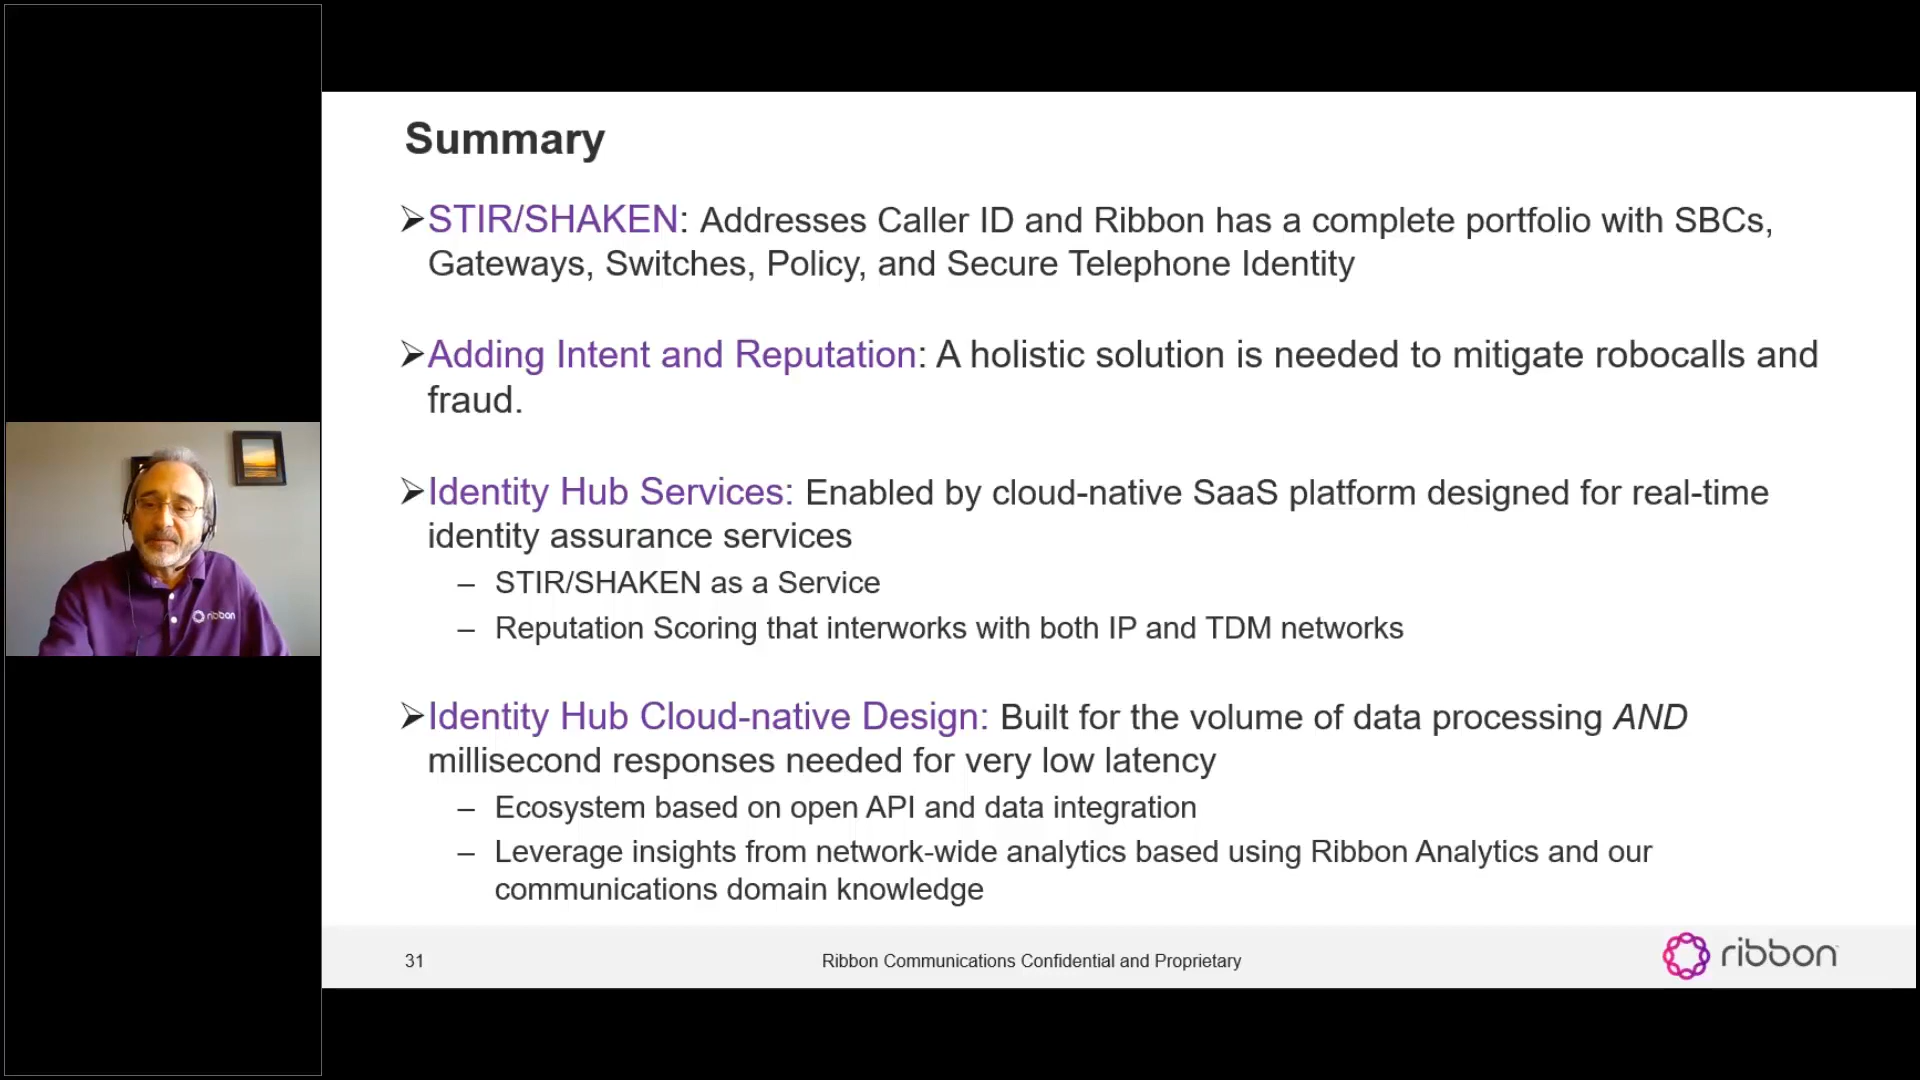 Summary
➢STIR/SHAKEN: Addresses Caller ID and Ribbon has a complete portfolio with SBCs,
Gateways, Switches, Policy, and Secure Telephone Identity
➢Adding Intent and Reputation: A holistic solution is needed to mitigate robocalls and
fraud.
➢Identity Hub Services: Enabled by cloud-native SaaS platform designed for real-time
identity assurance services
– STIR/SHAKEN as a Service
– Reputation Scoring that interworks with both IP and TDM networks
➢Identity Hub Cloud-native Design: Built for the volume of data processing AND
millisecond responses needed for very low latency
– Ecosystem based on open API and data integration
– Leverage insights from network-wide analytics based using Ribbon Analytics and our
communications domain knowledge
31
Ribbon Communications Confidential and Proprietary
ribbon
ribbon